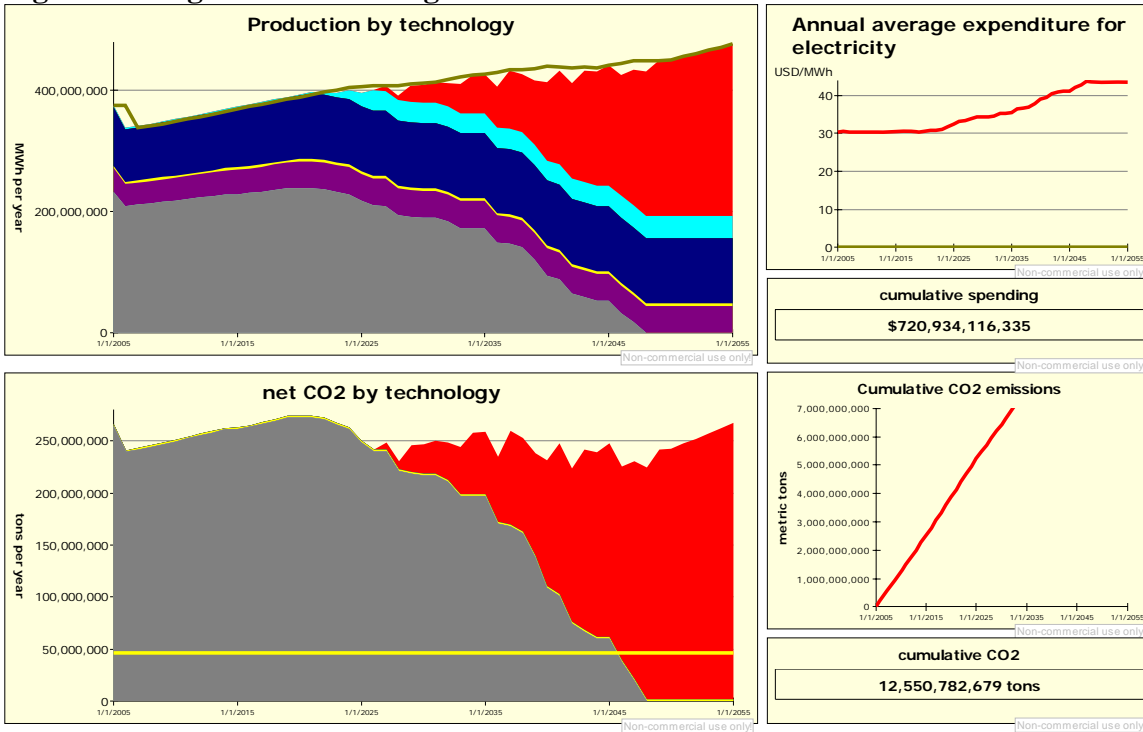 Production by technology
MWh per year
400,000,000
200,000,000
0
1/1/2005
1/1/2015
1/1/2025
1/1/2035
1/1/2045
1/1/2055
Non-commercial use only!
Annual average expenditure for
electricity
USD/MWh
40
30
20
10
0
1/1/2005
1/1/2015
1/1/2025
1/1/2035
1/1/2045
1/1/2055
Non-commercial use only!
cumulative spending
$720,934,116,335
Non-commercial use only!
net CO2 by technology
tons per year
250,000,000
200,000,000
150,000,000
100,000,000
50,000,000
0
1/1/2005
1/1/2015
1/1/2025
1/1/2035
1/1/2045
1/1/2055
Non-commercial use only!
Cumulative CO2 emissions
metric tons
7,000,000,000
6,000,000,000
5,000,000,000
4,000,000,000
3,000,000,000
2,000,000,000
1,000,000,000
0
1/1/2005
1/1/2015
1/1/2025
1/1/2035
1/1/2045
1/1/2055
Non-commercial use only!
cumulative CO2
12,550,782,679 tons
Non-commercial use only!